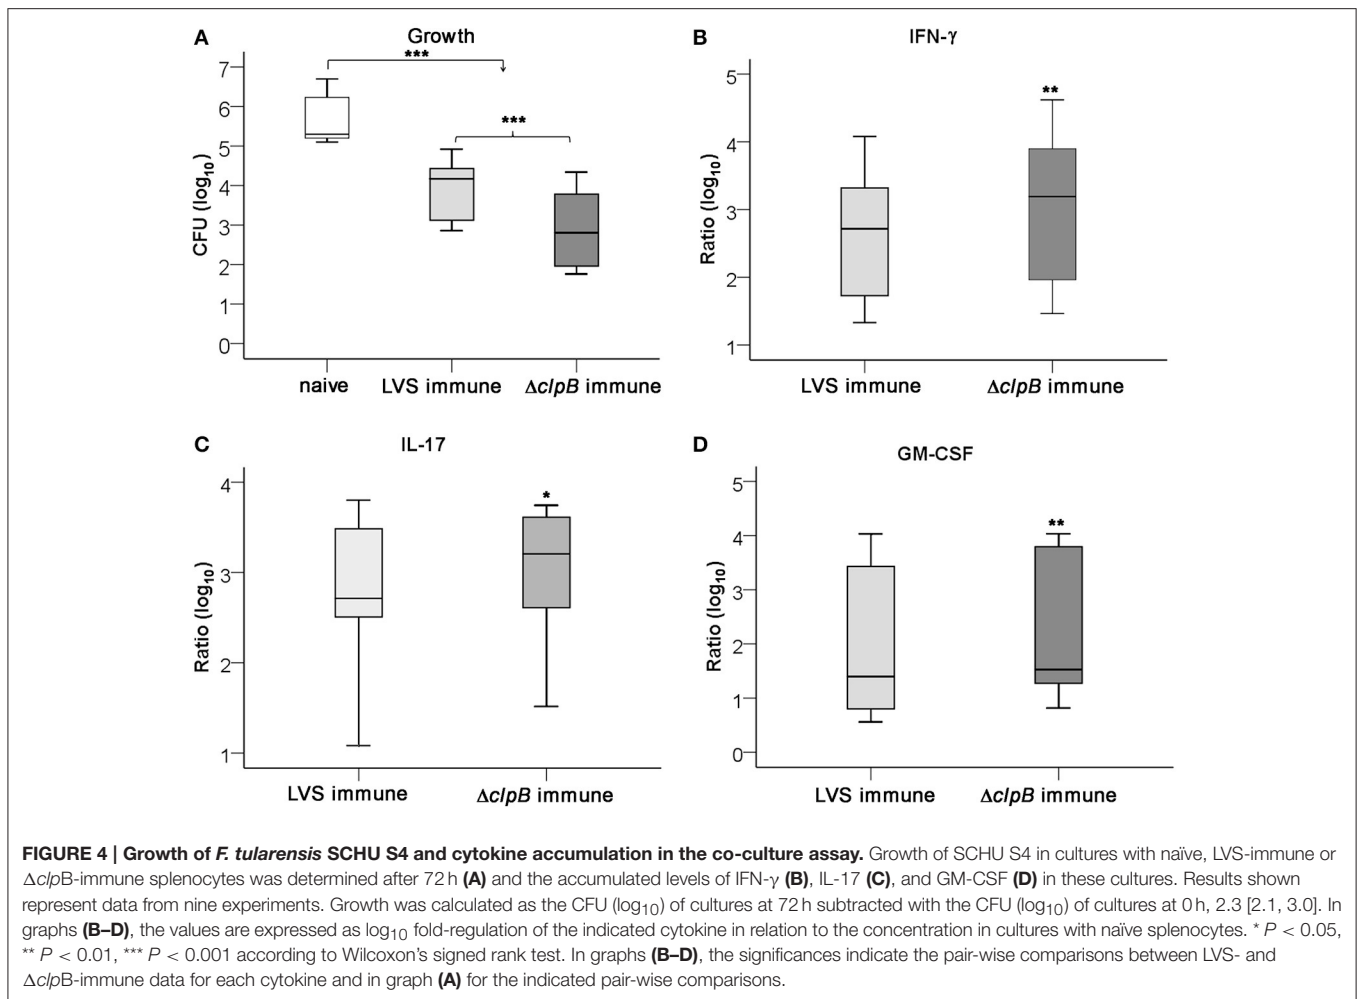 A
Growth
***
***
7
6
5
4
3
2
1
0
CFU (log10)
naive LVS immune ΔclpB immune
B
IFN-γ
**
5
4
3
2
1
Ratio (log10)
LVS immune ΔclpB immune
C
IL-17
*
4
3
2
1
Ratio (log10)
LVS immune ΔclpB immune
D
GM-CSF
**
5
4
3
2
1
0
Ratio (log10)
LVS immune ΔclpB immune
FIGURE 4 | Growth of F. tularensis SCHU S4 and cytokine accumulation in the co-culture assay. Growth of SCHU S4 in cultures with naïve, LVS-immune or
ΔclpB-immune splenocytes was determined after 72 h (A) and the accumulated levels of IFN-γ (B), IL-17 (C), and GM-CSF (D) in these cultures. Results shown
represent data from nine experiments. Growth was calculated as the CFU (log10) of cultures at 72 h subtracted with the CFU (log10) of cultures at 0 h, 2.3 [2.1, 3.0]. In
graphs (B–D), the values are expressed as log10 fold-regulation of the indicated cytokine in relation to the concentration in cultures with naïve splenocytes. * P < 0.05,
** P < 0.01, *** P < 0.001 according to Wilcoxon's signed rank test. In graphs (B–D), the significances indicate the pair-wise comparisons between LVS- and
ΔclpB-immune data for each cytokine and in graph (A) for the indicated pair-wise comparisons.